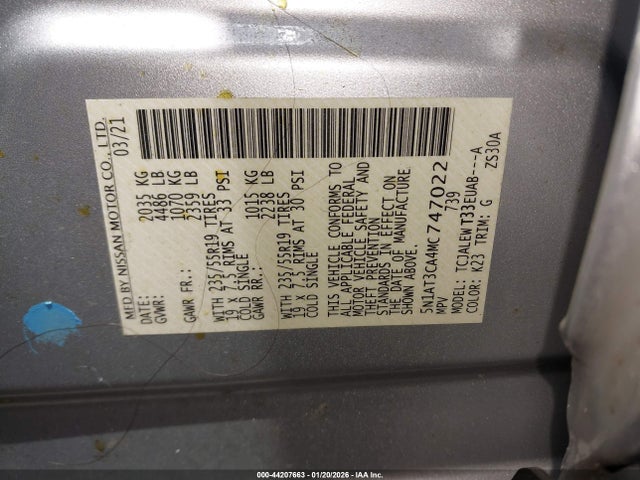 MFD BY NISSAN MOTOR CO., LTD.
DATE: 03/21
GVWR: 2035 KG
4486 LB
GAWR FR.: 1070 KG
2359 LB
WITH 235/55R19 TIRES
19 X 7.5 RIMS AT 33 PSI
COLD SINGLE
GAWR RR.: 1015 KG
2238 LB
WITH 235/55R19 TIRES
19 X 7.5 RIMS AT 30 PSI
COLD SINGLE
THIS VEHICLE CONFORMS TO
ALL APPLICABLE FEDERAL
MOTOR VEHICLE SAFETY AND
THEFT PREVENTION
STANDARDS IN EFFECT ON
THE DATE OF MANUFACTURE
SHOWN ABOVE.
5N1AT3CA4MC747022
MPV 739
MODEL: TCJALEWT33EUAB---A
COLOR: K23 TRIM: G ZS30A
000-44207663 - 01/20/2026 - IAA Inc.